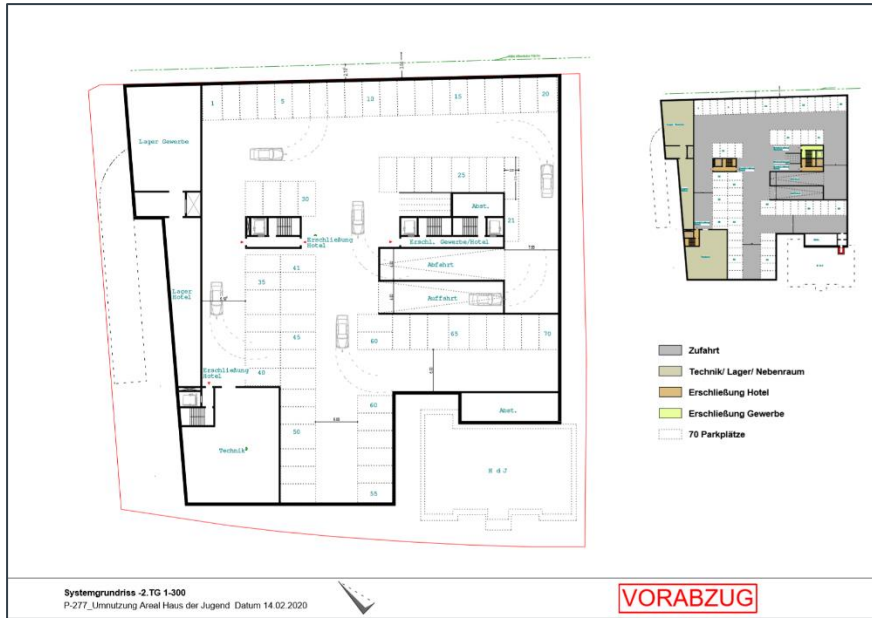 1
5
10
15
20
Lager Gewerbe
25
30
Abst.
21
Erschließung
Hotel
Erschl. Gewerbe/Hotel
41
Abfahrt
35
Lager
Hotel
Auffahrt
45
60
65
70
Erschließung
Hotel
40
60
Abst.
50
Technik
H d J
55
Zufahrt
Technik/ Lager/ Nebenraum
Erschließung Hotel
Erschließung Gewerbe
70 Parkplätze
Systemgrundriss -2.TG 1-300
P-277_Umnutzung Areal Haus der Jugend Datum 14.02.2020
VORABZUG